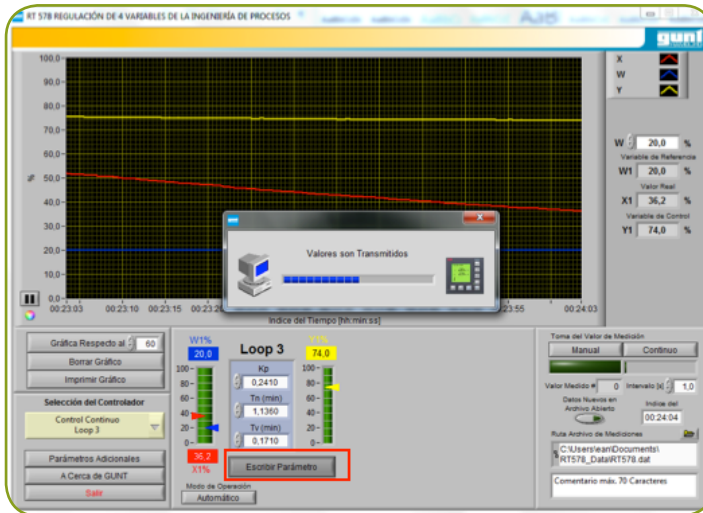 RT 578 REGULACIÓN DE 4 VARIABLES DE LA INGENIERÍA DE PROCESOS
gunt
100,0
90,0
80,0
70,0
60,0
50,0
40,0
30,0
20,0
10,0
0,0
%
00:23:03
00:23:10
00:23:15
00:23:20
23:55
00:24:03
Indice del Tiempo [hh:min:ss]
X
W
Y
W 20,0 %
Variable de Referencia
W1 20,0 %
Valor Real
X1 36,2 %
Variable de Control
Y1 74,0 %
Valores son Transmitidos
Gráfica Respecto al 60
Borrar Gráfico
Imprimir Gráfico
Selección del Controlador
Control Continuo
Loop 3
Parámetros Adicionales
A Cerca de GUNT
Salir
W1%
20,0
100
80
60
40
20
0
36,2
X1%
Loop 3
Kp
0,2410
Tn (min)
1,1360
Tv (min)
0,1710
Y1%
74,0
100
80
60
40
20
0
Escribir Parámetro
Modo de Operación
Automático
Toma del Valor de Medición
Manual
Continuo
Valor Medido # 0
Intervalo [s] 1,0
Datos Nuevos en
Archivo Abierto
Indice del
00:24:04
Ruta Archivo de Mediciones
C:\Users\ean\Documents\
RT578_Data\RT578.dat
Comentario máx. 70 Caracteres